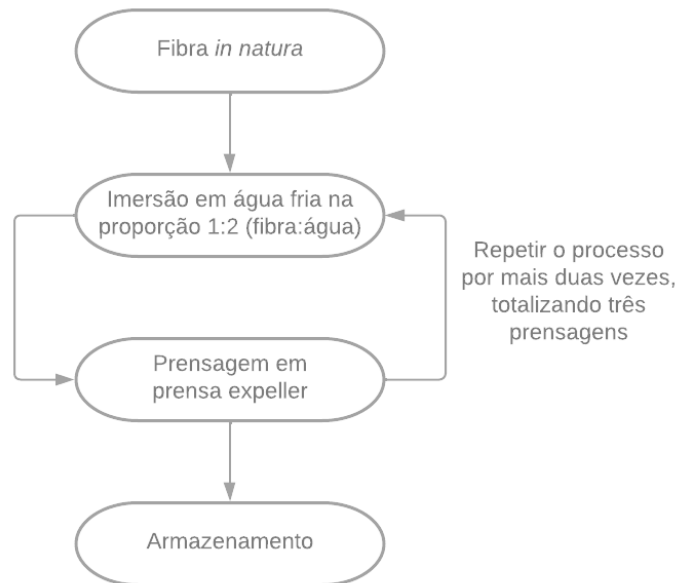 Fibra in natura
Imersão em água fria na
proporção 1:2 (fibra:água)
Repetir o processo
por mais duas vezes,
totalizando três
prensagens
Prensagem em
prensa expeller
Armazenamento